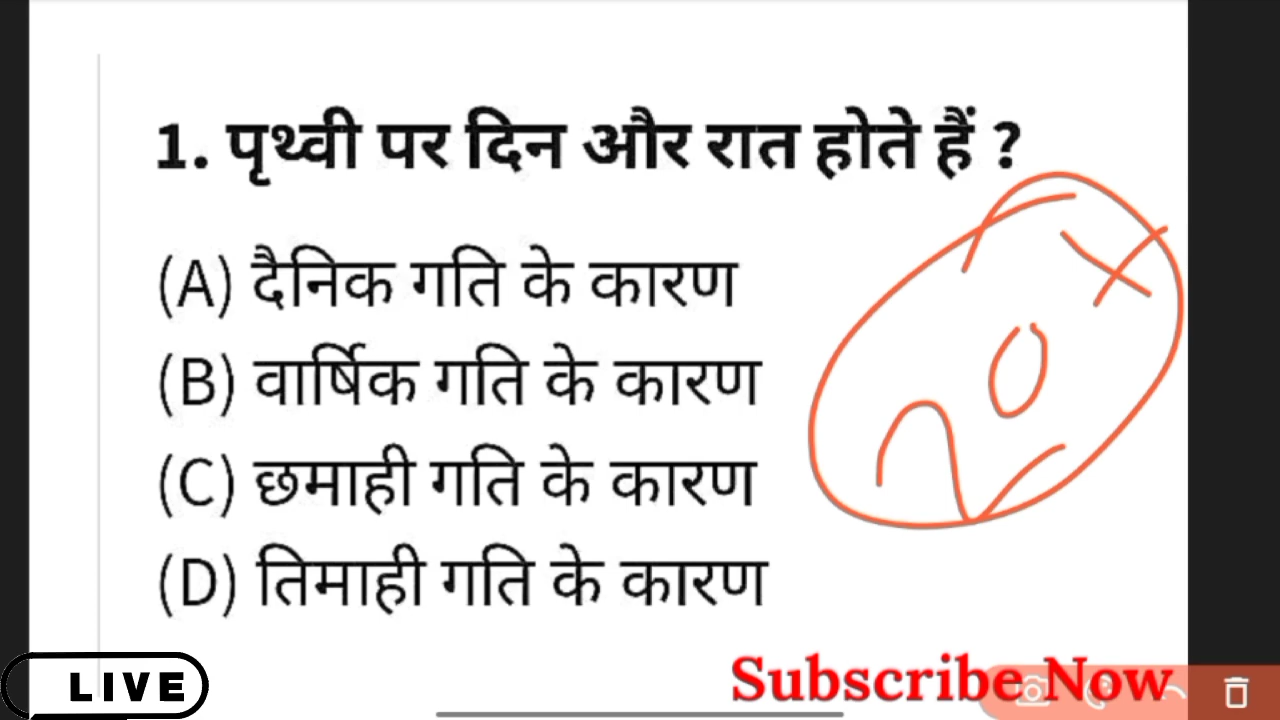 1. पृथ्वी पर दिन और रात होते हैं ?
(A) दैनिक गति के कारण
(B) वार्षिक गति के कारण
(C) छमाही गति के कारण
(D) तिमाही गति के कारण
LIVE
Subscribe Now